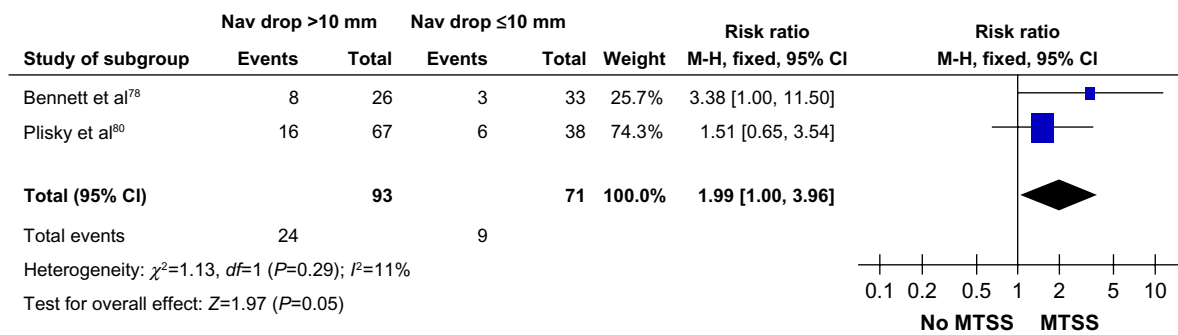 Nav drop >10 mm Nav drop ≤10 mm Risk ratio Risk ratio
Study of subgroup Events Total Events Total Weight M-H, fixed, 95% CI M-H, fixed, 95% CI
Bennett et al78 8 26 3 33 25.7% 3.38 [1.00, 11.50]
Plisky et al80 16 67 6 38 74.3% 1.51 [0.65, 3.54]
Total (95% CI) 93 71 100.0% 1.99 [1.00, 3.96]
Total events 24 9
Heterogeneity: χ2=1.13, df=1 (P=0.29); I2=11%
Test for overall effect: Z=1.97 (P=0.05)
0.1 0.2 0.5 1 2 5 10
No MTSS MTSS